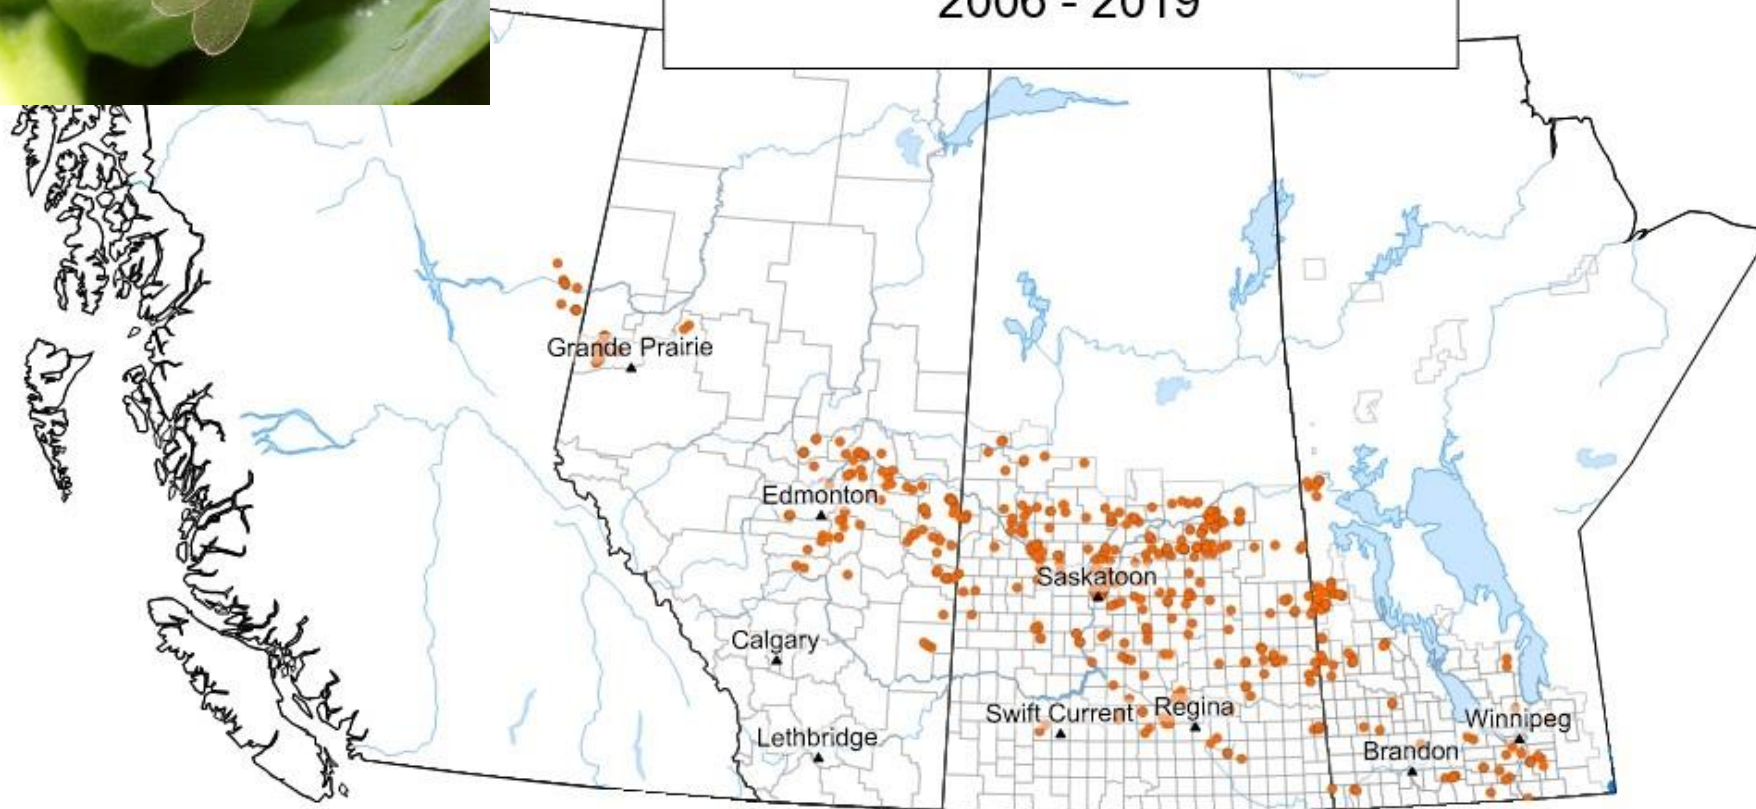 2006 - 2019
Grande Prairie
Edmonton
Saskatoon
Calgary
Swift Current
Regina
Winnipeg
Lethbridge
Brandon